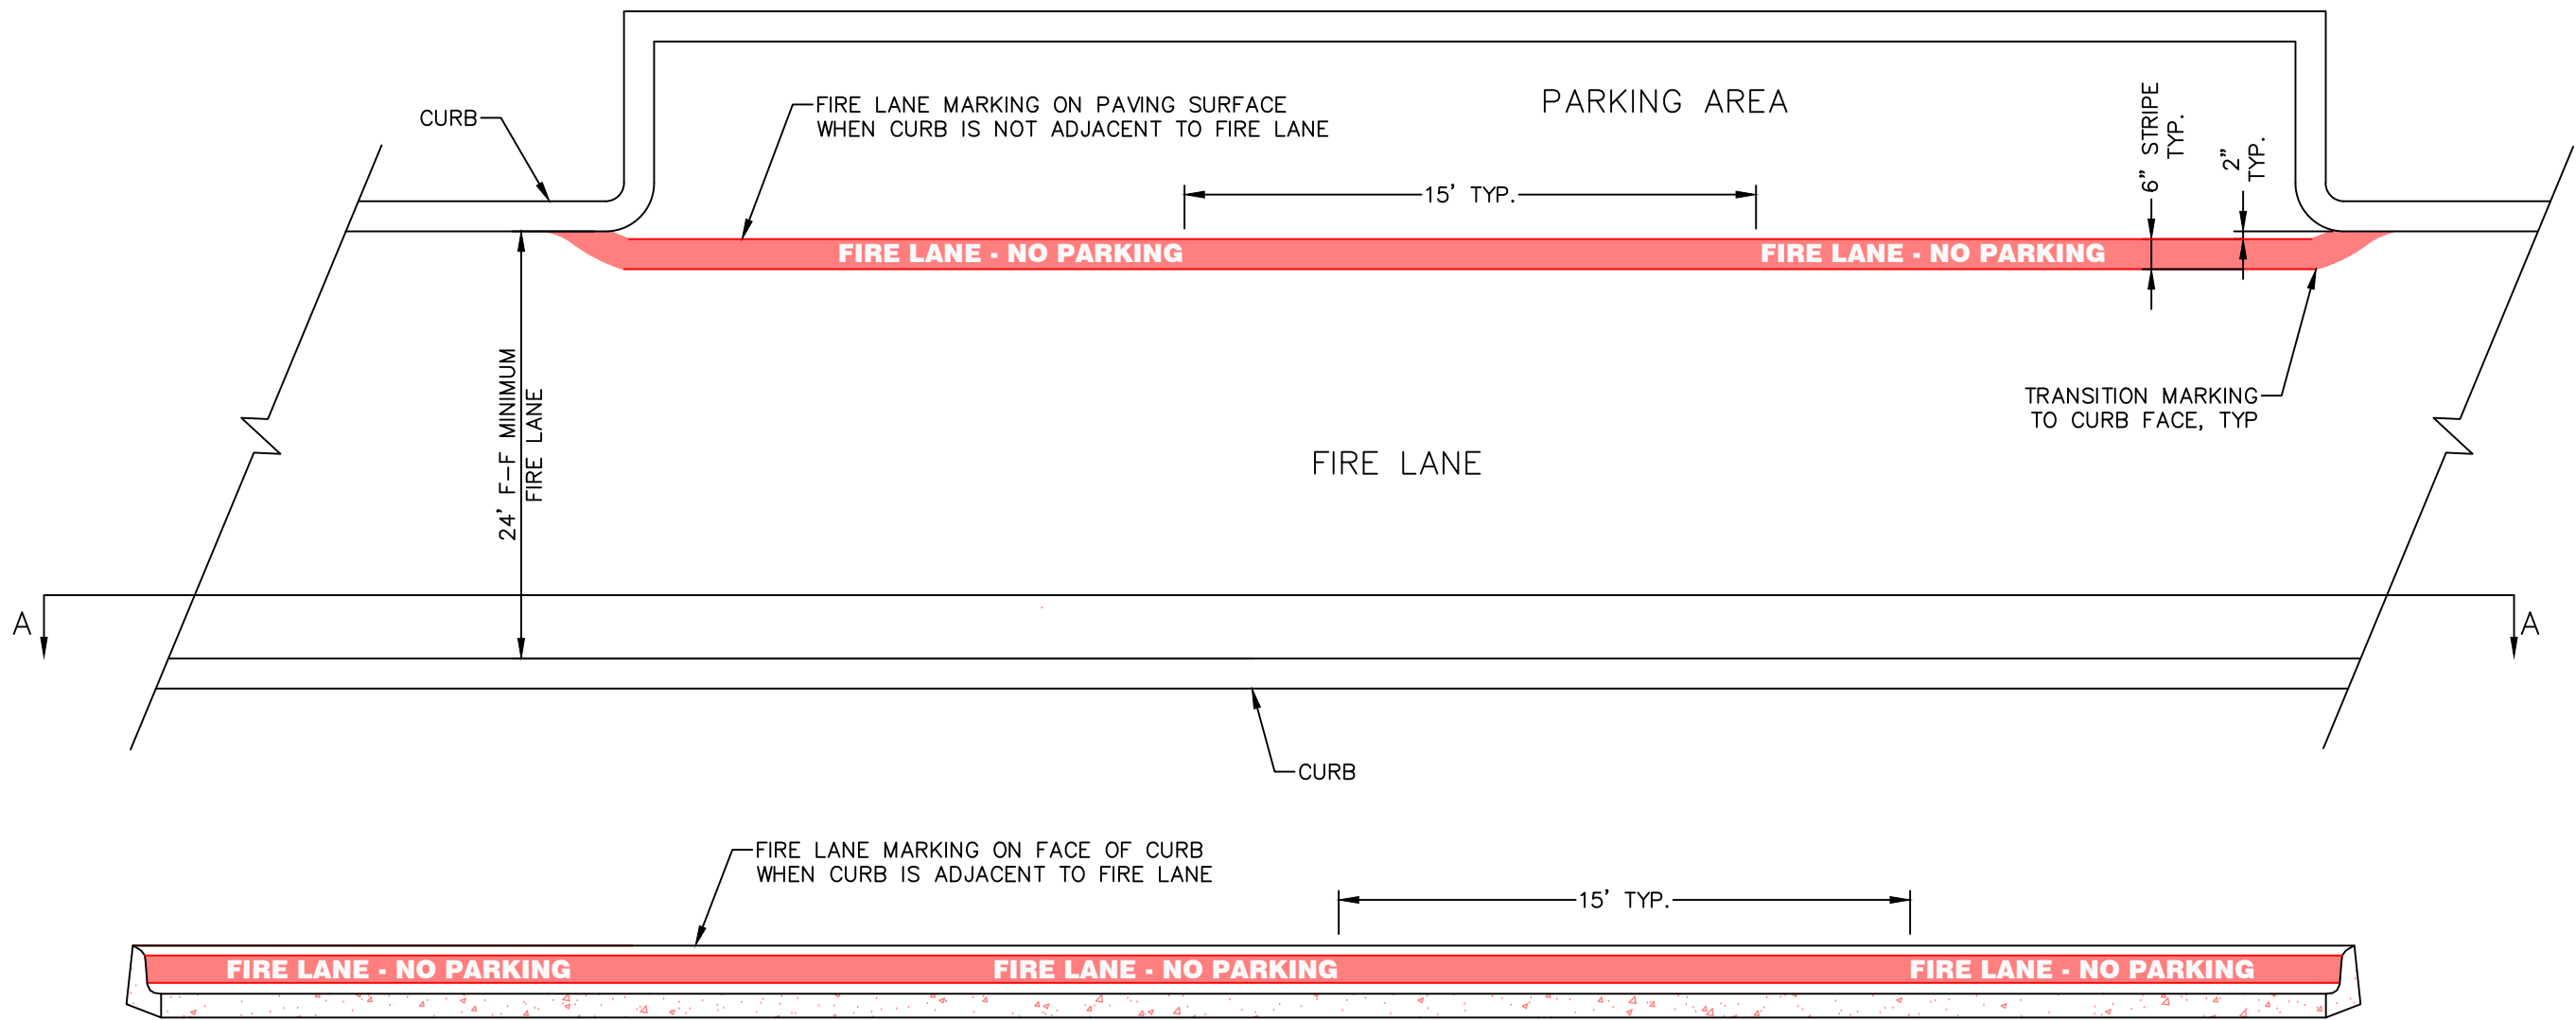 PARKING AREA
FIRE LANE MARKING ON PAVING SURFACE
WHEN CURB IS NOT ADJACENT TO FIRE LANE
CURB
6" STRIPE
TYP.
2"
TYP.
15' TYP.
FIRE LANE - NO PARKING
FIRE LANE - NO PARKING
24' F-F MINIMUM
FIRE LANE
TRANSITION MARKING
TO CURB FACE, TYP
FIRE LANE
A
A
CURB
FIRE LANE MARKING ON FACE OF CURB
WHEN CURB IS ADJACENT TO FIRE LANE
15' TYP.
FIRE LANE - NO PARKING
FIRE LANE - NO PARKING
FIRE LANE - NO PARKING